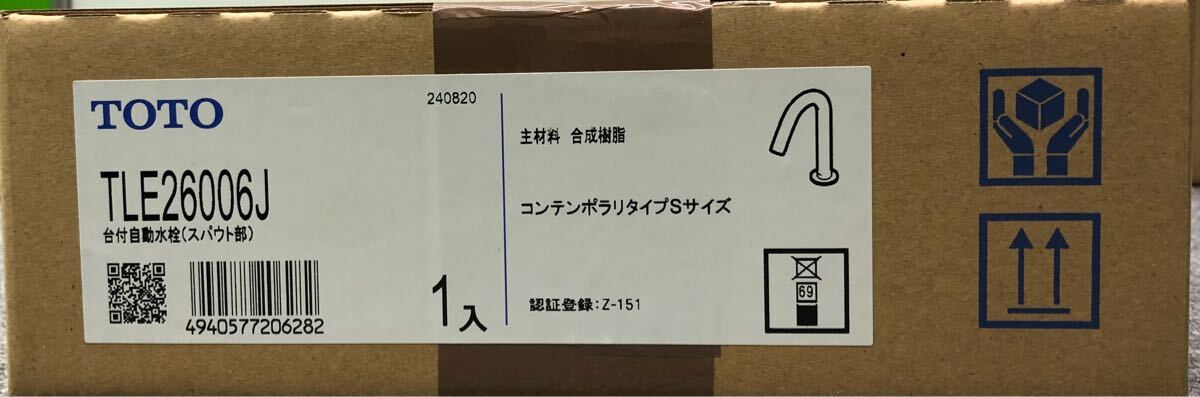 TOTO
240820
TLE26006J
台付自動水栓(スパウト部)
4940577206282
1入
主材料 合成樹脂
コンテンポラリタイプSサイズ
認証登録:Z-151
69